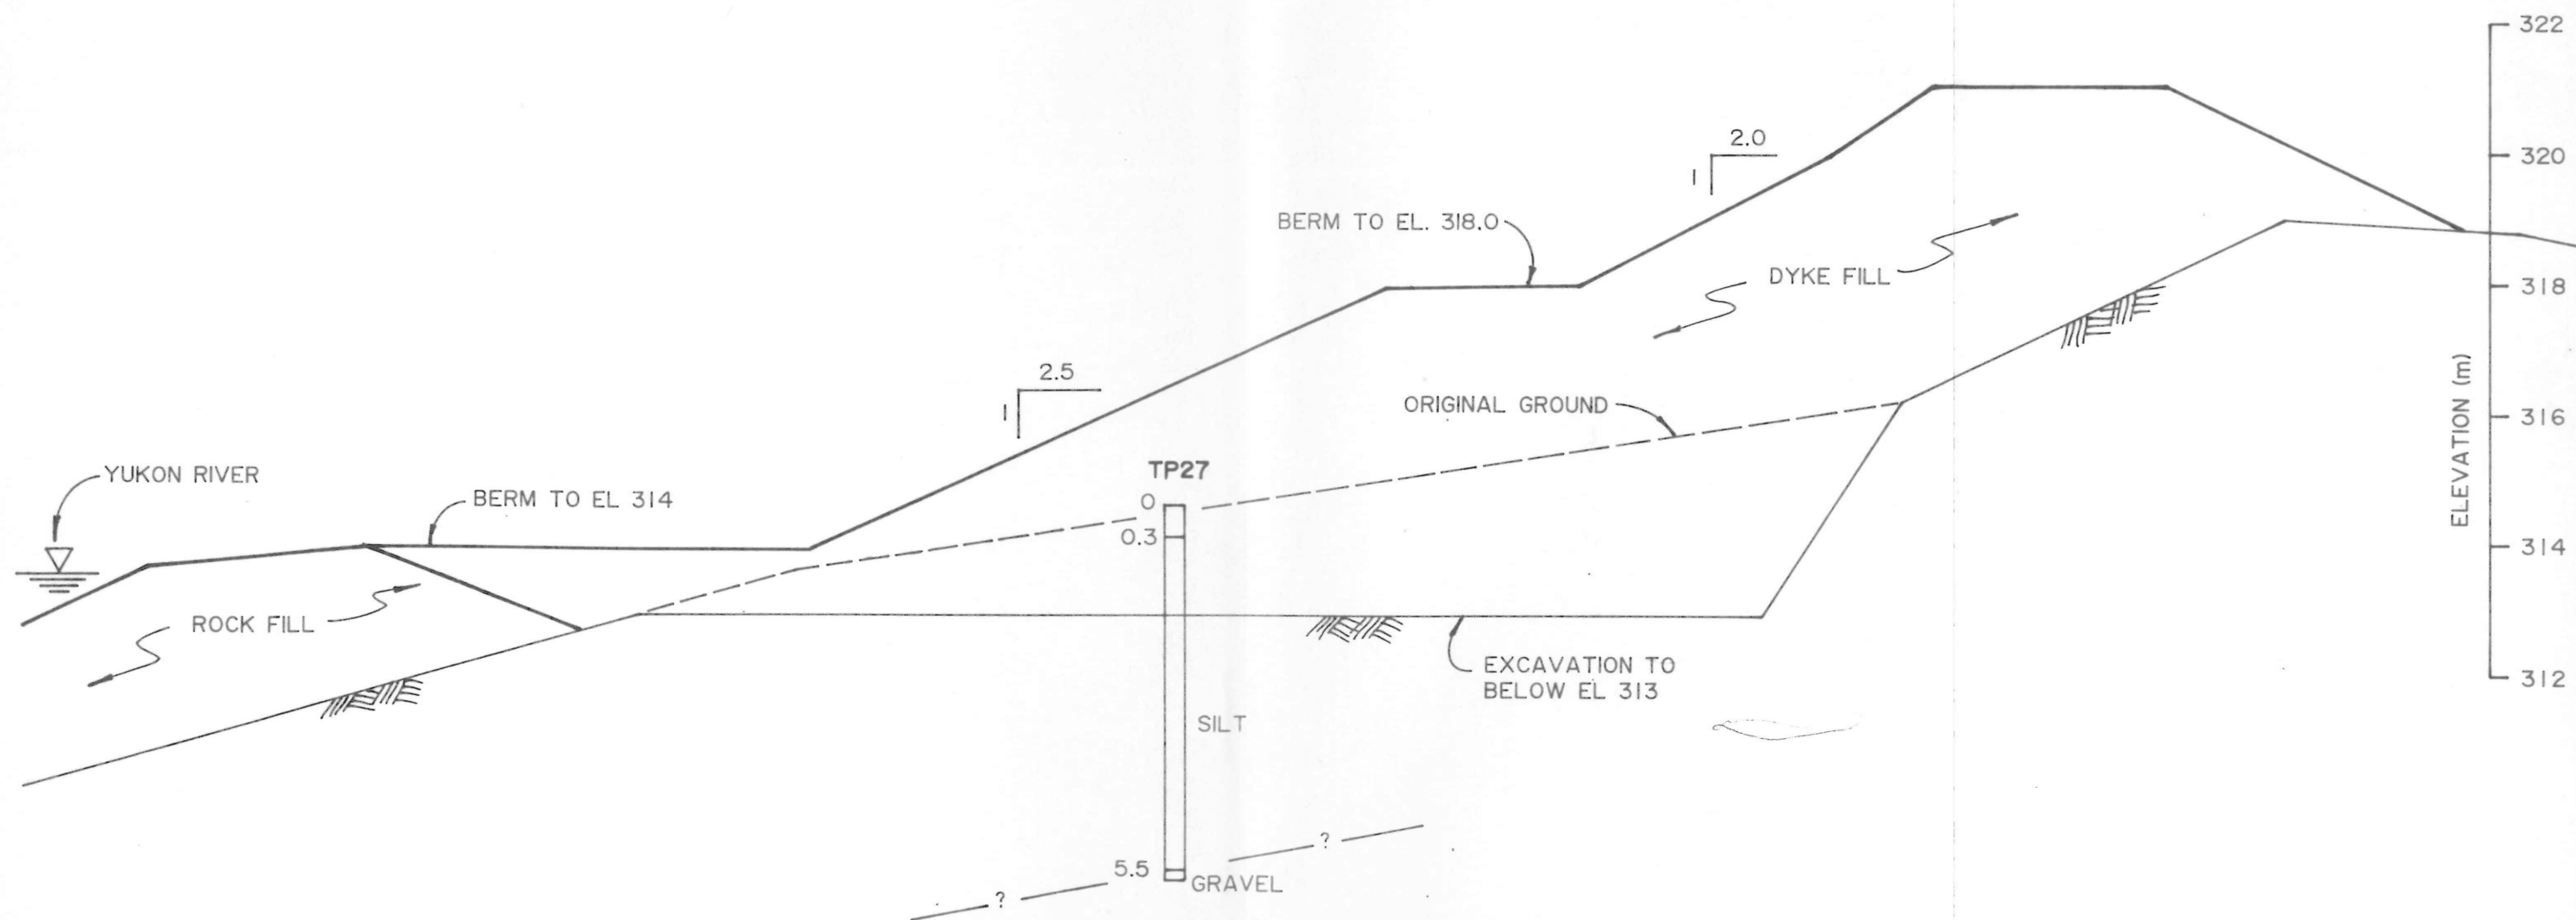 322
2.0
1
320
BERM TO EL. 318.0
DYKE FILL
318
2.5
1
ORIGINAL GROUND
316
ELEVATION (m)
TP27
YUKON RIVER
BERM TO EL 314
0
0.3
314
ROCK FILL
EXCAVATION TO
BELOW EL 313
312
SILT
?
5.5
GRAVEL
?